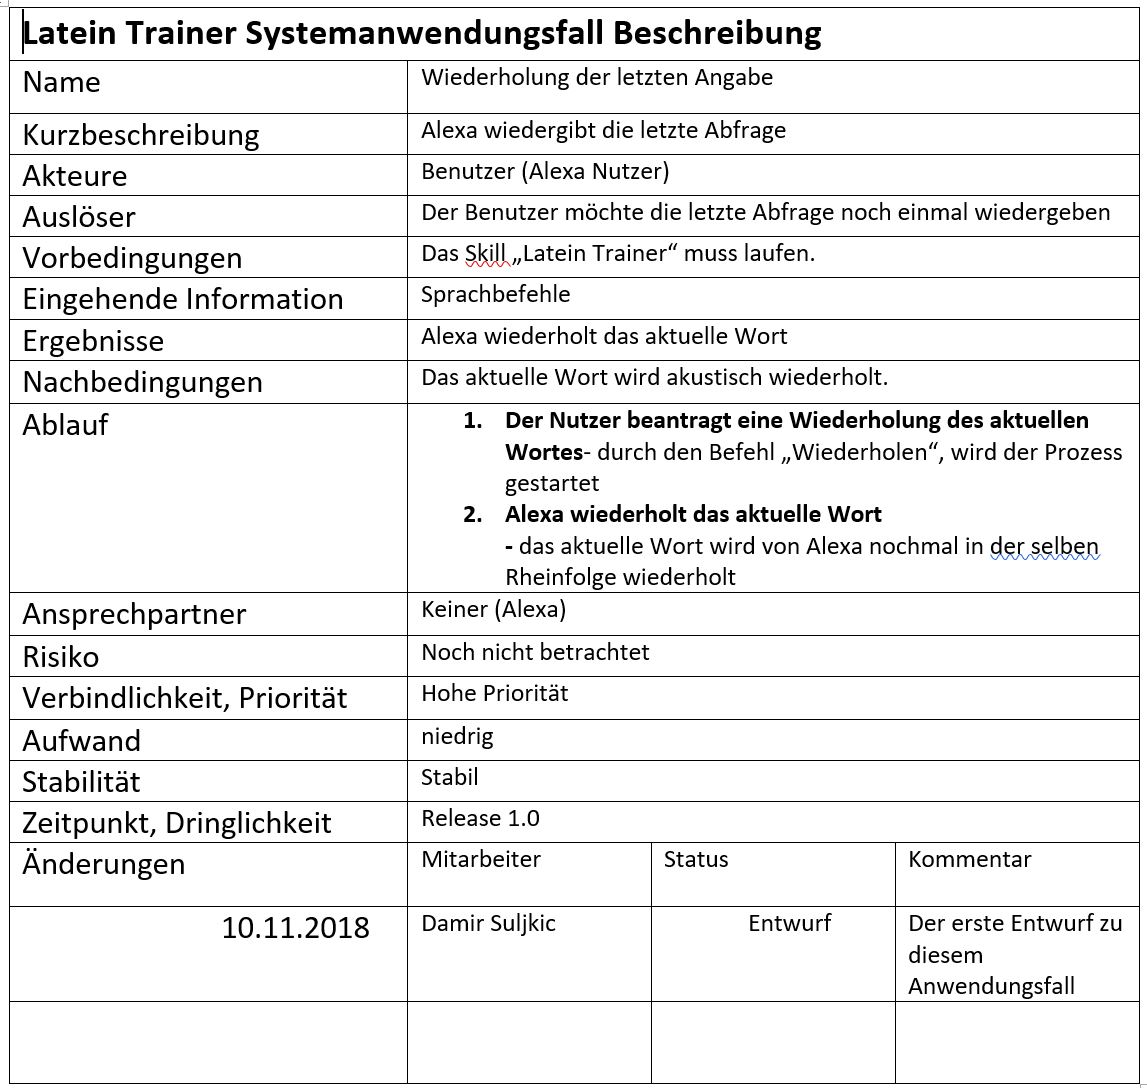 Latein Trainer Systemanwendungsfall Beschreibung
Name
Wiederholung der letzten Angabe
Kurzbeschreibung
Alexa wiedergibt die letzte Abfrage
Akteure
Benutzer (Alexa Nutzer)
Auslöser
Der Benutzer möchte die letzte Abfrage noch einmal wiedergeben
Vorbedingungen
Das Skill „Latein Trainer“ muss laufen.
Eingehende Information
Sprachbefehle
Ergebnisse
Alexa wiederholt das aktuelle Wort
Nachbedingungen
Das aktuelle Wort wird akustisch wiederholt.
Ablauf
1. Der Nutzer beantragt eine Wiederholung des aktuellen
Wortes- durch den Befehl „Wiederholen“, wird der Prozess
gestartet
2. Alexa wiederholt das aktuelle Wort
- das aktuelle Wort wird von Alexa nochmal in der selben
Rheinfolge wiederholt
Ansprechpartner
Keiner (Alexa)
Risiko
Noch nicht betrachtet
Verbindlichkeit, Priorität
Hohe Priorität
Aufwand
niedrig
Stabilität
Stabil
Zeitpunkt, Dringlichkeit
Release 1.0
Änderungen
Mitarbeiter
Status
Kommentar
10.11.2018
Damir Suljkic
Entwurf
Der erste Entwurf zu
diesem
Anwendungsfall